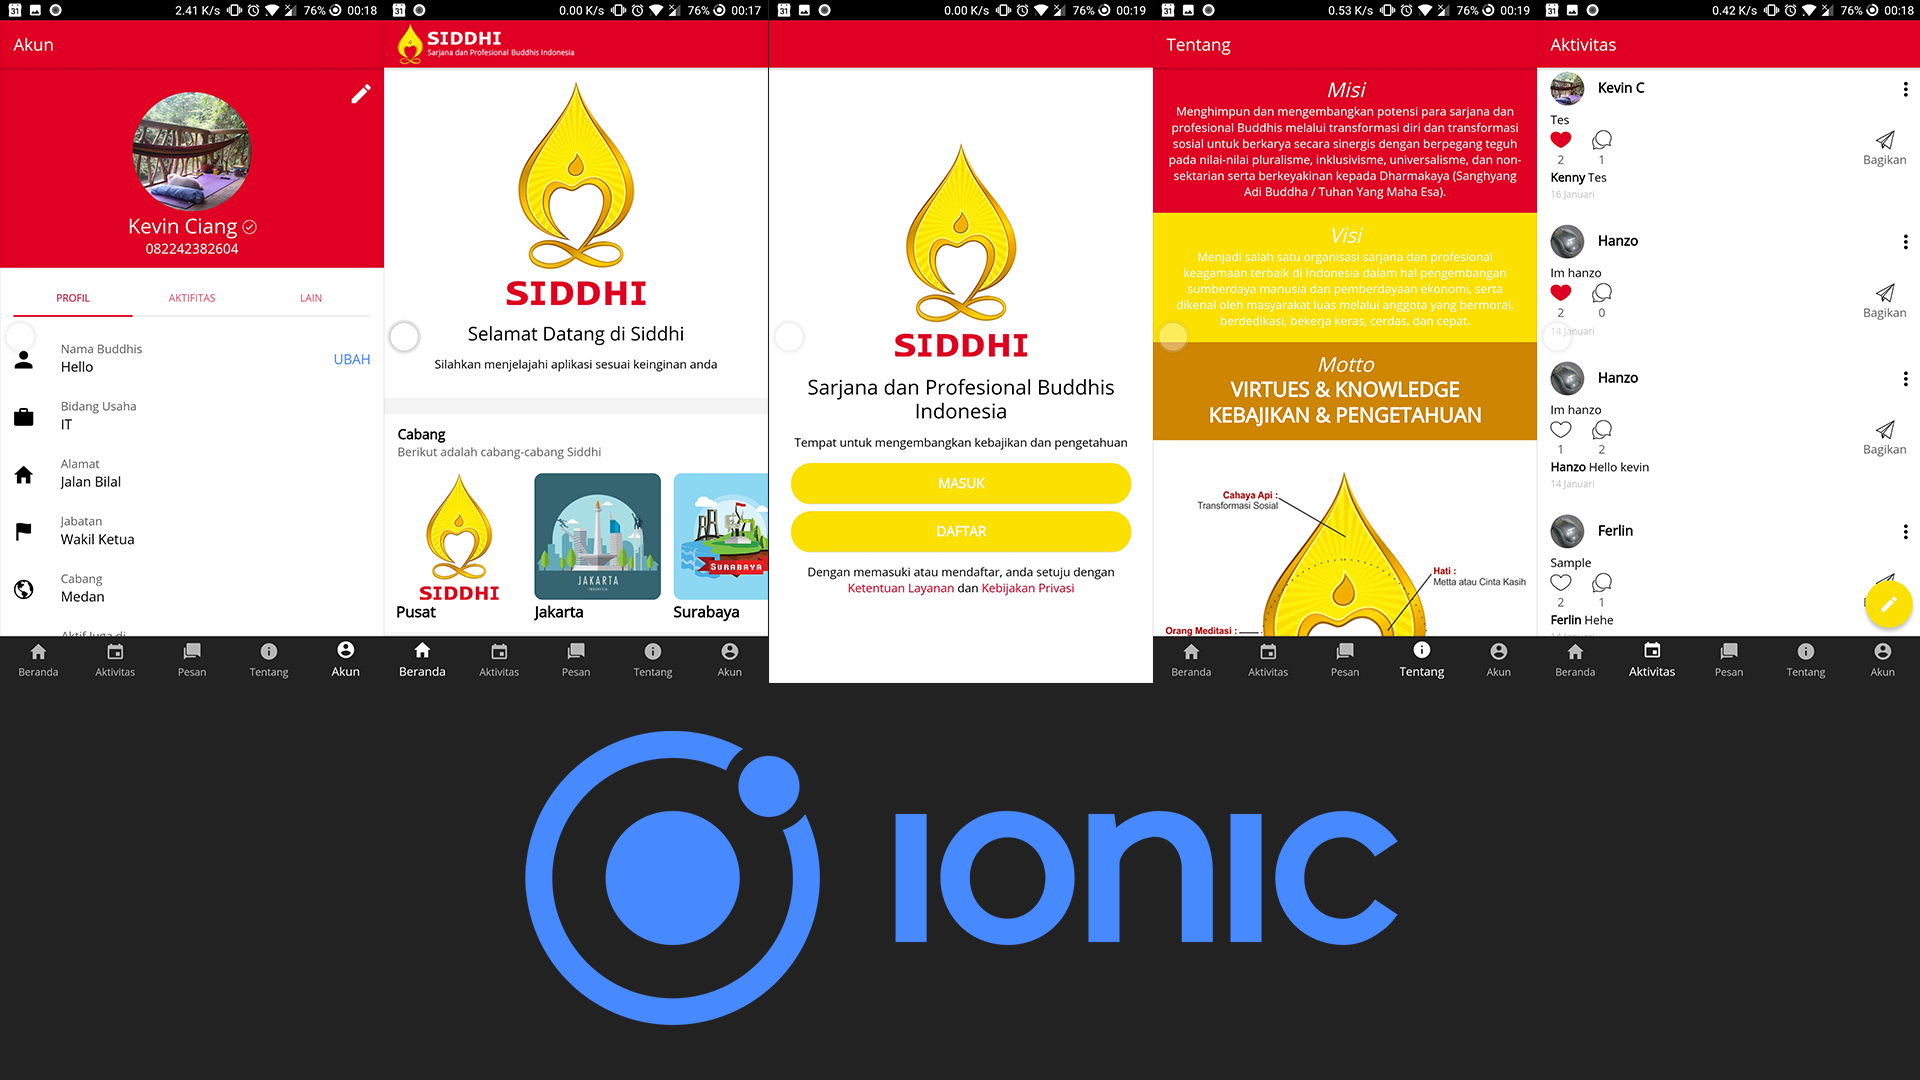 31
2.41 K/s
76%
00:18
Akun
Kevin Ciang
082242382604
PROFIL
AKTIFITAS
LAIN
Nama Buddhis
Hello
UBAH
Bidang Usaha
IT
Alamat
Jalan Bilal
Jabatan
Wakil Ketua
Cabang
Medan
Aktif Juga di
Beranda
Aktivitas
Pesan
Tentang
Akun
31
0.00 K/s
76%
00:17
SIDDHI
Sarjana dan Profesional Buddhis Indonesia
SIDDHI
Selamat Datang di Siddhi
Silahkan menjelajahi aplikasi sesuai keinginan anda
Cabang
Berikut adalah cabang-cabang Siddhi
SIDDHI
JAKARTA
SURABAYA
Pusat
Jakarta
Surabaya
Beranda
Aktivitas
Pesan
Tentang
Akun
31
0.00 K/s
76%
00:19
SIDDHI
Sarjana dan Profesional Buddhis
Indonesia
Tempat untuk mengembangkan kebajikan dan pengetahuan
MASUK
DAFTAR
Dengan memasuki atau mendaftar, anda setuju dengan
Ketentuan Layanan dan Kebijakan Privasi
31
0.53 K/s
76%
00:19
Tentang
Misi
Menghimpun dan mengembangkan potensi para sarjana dan
profesional Buddhis melalui transformasi diri dan transformasi
sosial untuk berkarya secara sinergis dengan berpegang teguh
pada nilai-nilai pluralisme, inklusivisme, universalisme, dan non-
sektarian serta berkeyakinan kepada Dharmakaya (Sanghyang
Adi Buddha / Tuhan Yang Maha Esa).
Visi
Menjadi salah satu organisasi sarjana dan profesional
keagamaan terbaik di Indonesia dalam hal pengembangan
sumberdaya manusia dan pemberdayaan ekonomi, serta
dikenal oleh masyarakat luas melalui anggota yang bermoral,
berdedikasi, bekerja keras, cerdas, dan cepat.
Motto
VIRTUES & KNOWLEDGE
KEBAJIKAN & PENGETAHUAN
Cahaya Api :
Transformasi Sosial
Hati :
Metta atau Cinta Kasih
Orang Meditasi :
Beranda
Aktivitas
Pesan
Tentang
Akun
31
0.42 K/s
76%
00:18
Aktivitas
Kevin C
Tes
2
1
Bagikan
Kenny Tes
16 Januari
Hanzo
Im hanzo
2
0
Bagikan
14 Januari
Hanzo
Im hanzo
1
2
Bagikan
Hanzo Hello kevin
14 Januari
Ferlin
Sample
2
1
Ferlin Hehe
Beranda
Aktivitas
Pesan
Tentang
Akun
ionic